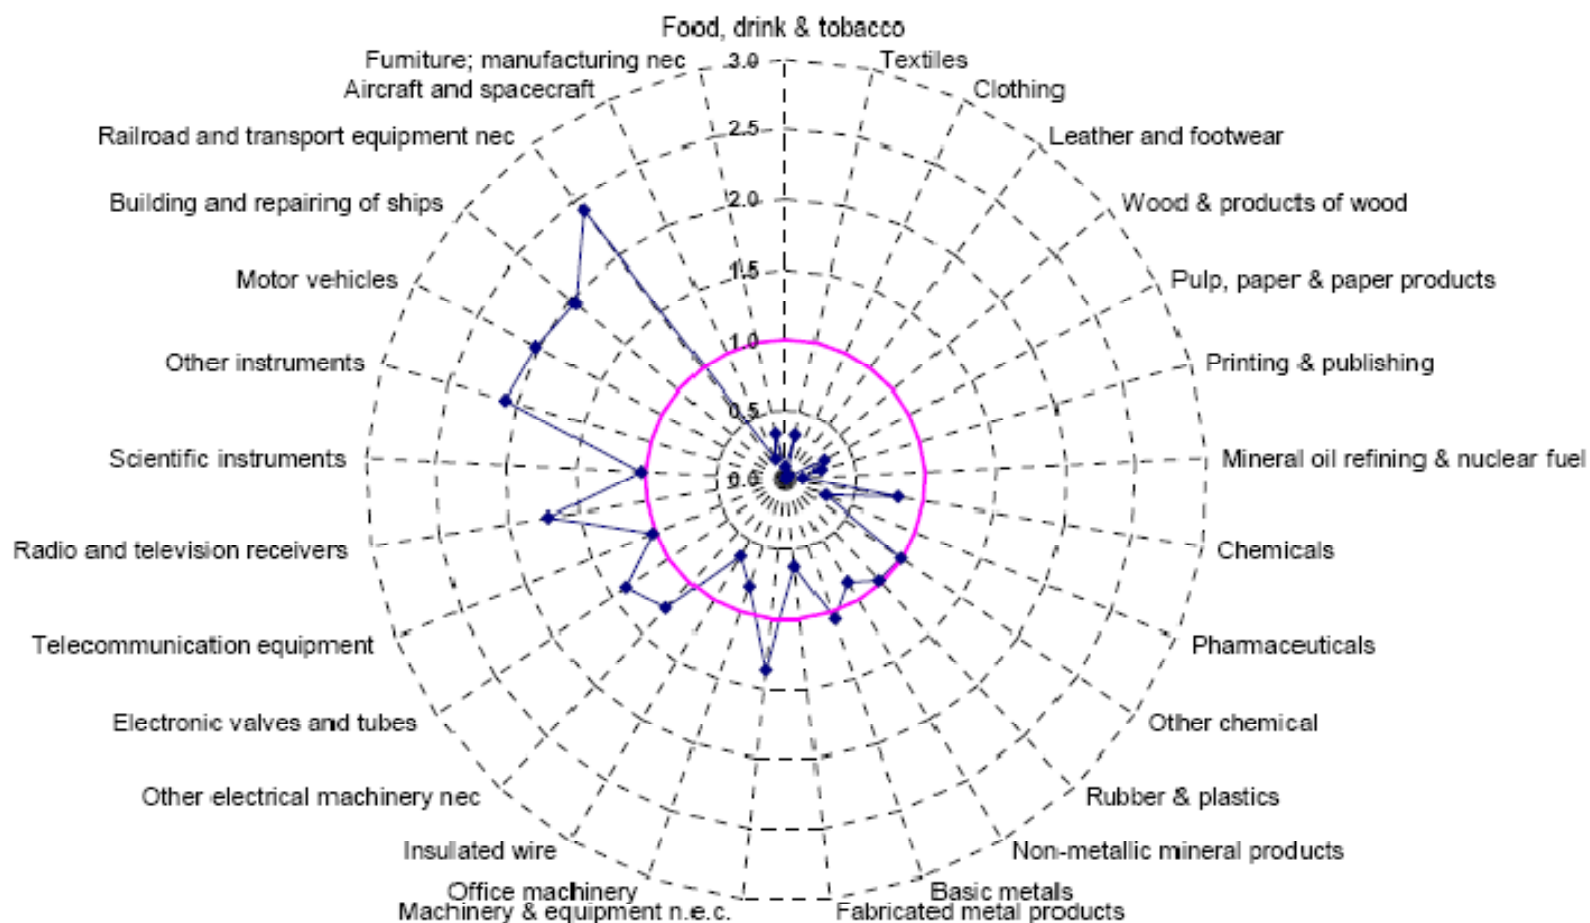 Food, drink & tobacco
Furniture; manufacturing nec
3.0
Textiles
Aircraft and spacecraft
Clothing
Railroad and transport equipment nec
2.5
Leather and footwear
Building and repairing of ships
2.0
Wood & products of wood
Motor vehicles
1.5
Pulp, paper & paper products
Other instruments
1.0
Printing & publishing
0.5
Scientific instruments
0.0
Mineral oil refining & nuclear fuel
Radio and television receivers
Chemicals
Telecommunication equipment
Pharmaceuticals
Electronic valves and tubes
Other chemical
Other electrical machinery nec
Rubber & plastics
Insulated wire
Non-metallic mineral products
Office machinery
Basic metals
Machinery & equipment n.e.c.
Fabricated metal products